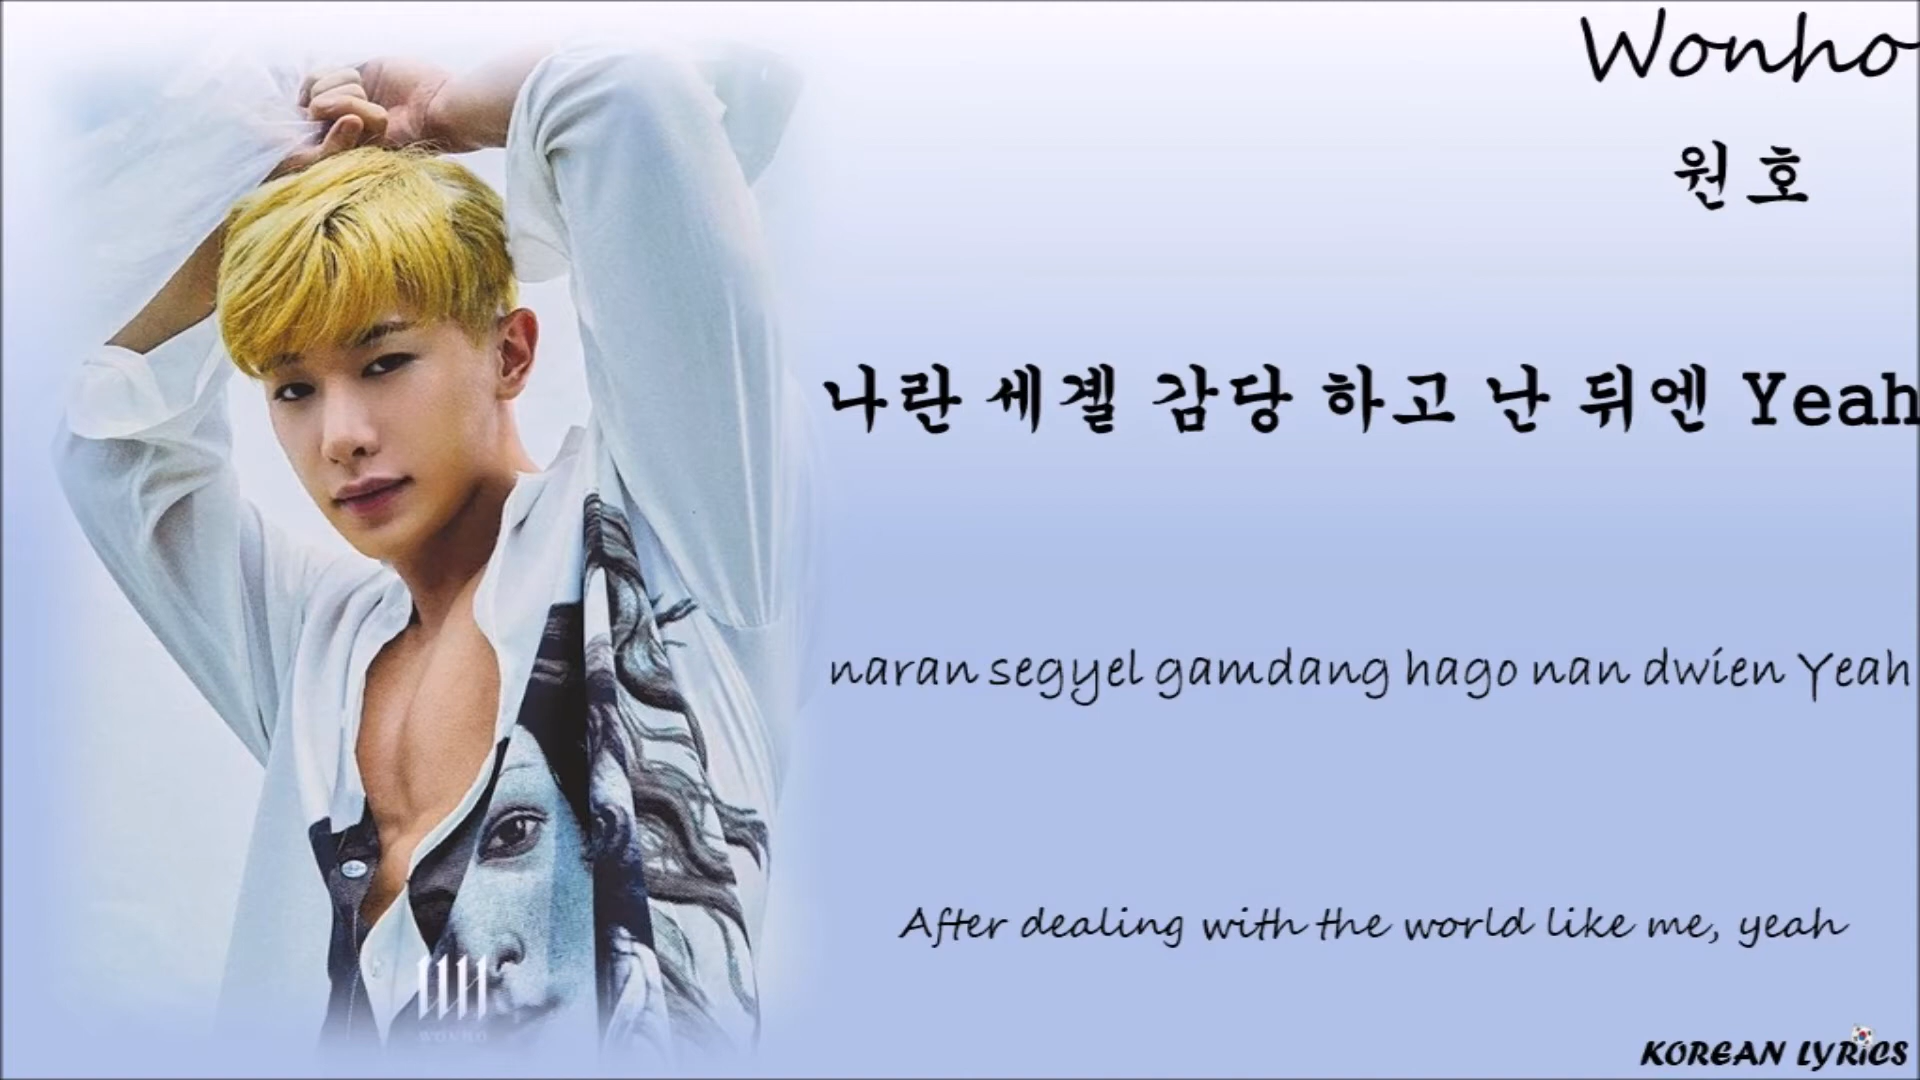 Wonho
원호
나란 세곌 감당 하고 난 뒤엔 Yeah
naran segyel gamdang hago nan dwien Yeah
After dealing with the world like me, yeah
WONHO
KOREAN LYRICS